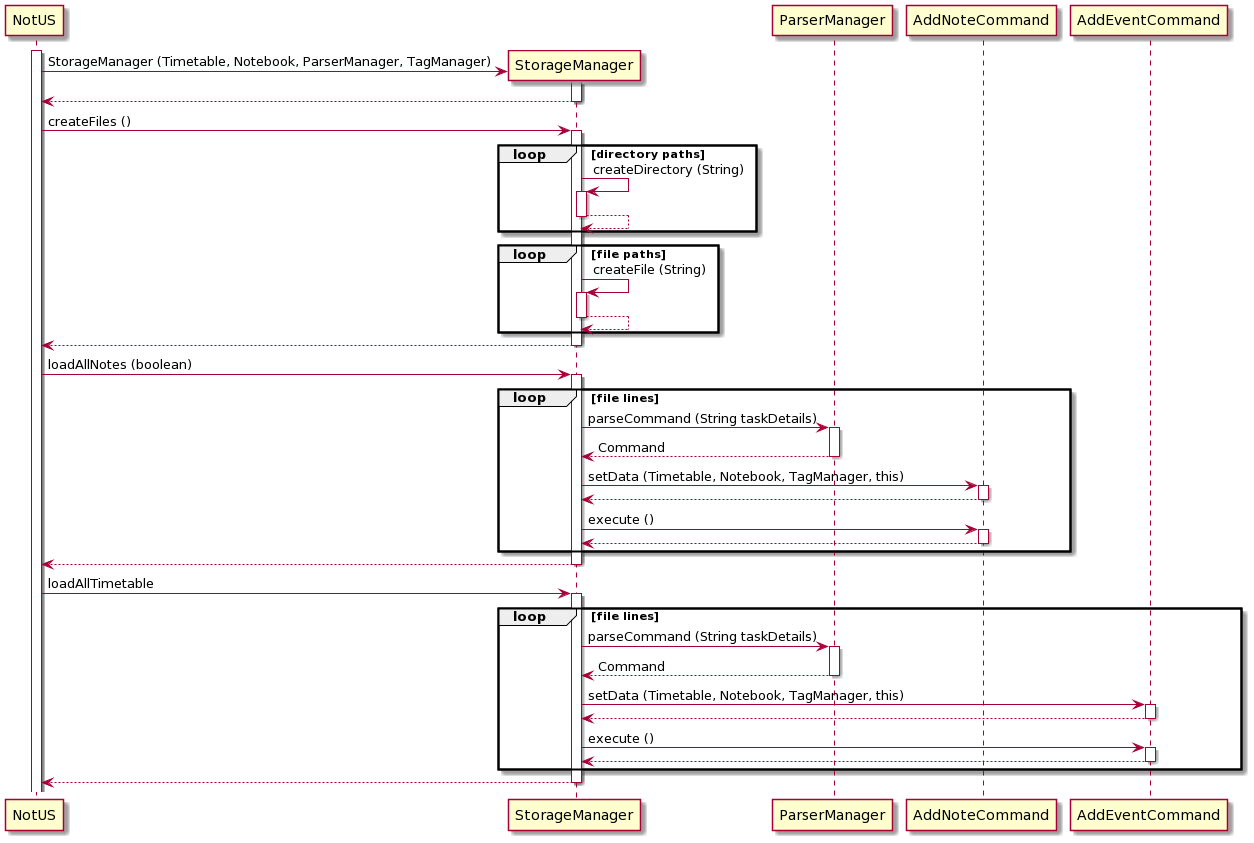 NotUS
ParserManager
AddNoteCommand
AddEventCommand
StorageManager (Timetable, Notebook, ParserManager, TagManager)
StorageManager
createFiles ()
loop
[directory paths]
createDirectory (String)
loop
[file paths]
createFile (String)
loadAllNotes (boolean)
loop
[file lines]
parseCommand (String taskDetails)
Command
setData (Timetable, Notebook, TagManager, this)
execute ()
loadAllTimetable
loop
[file lines]
parseCommand (String taskDetails)
Command
setData (Timetable, Notebook, TagManager, this)
execute ()
NotUS
StorageManager
ParserManager
AddNoteCommand
AddEventCommand